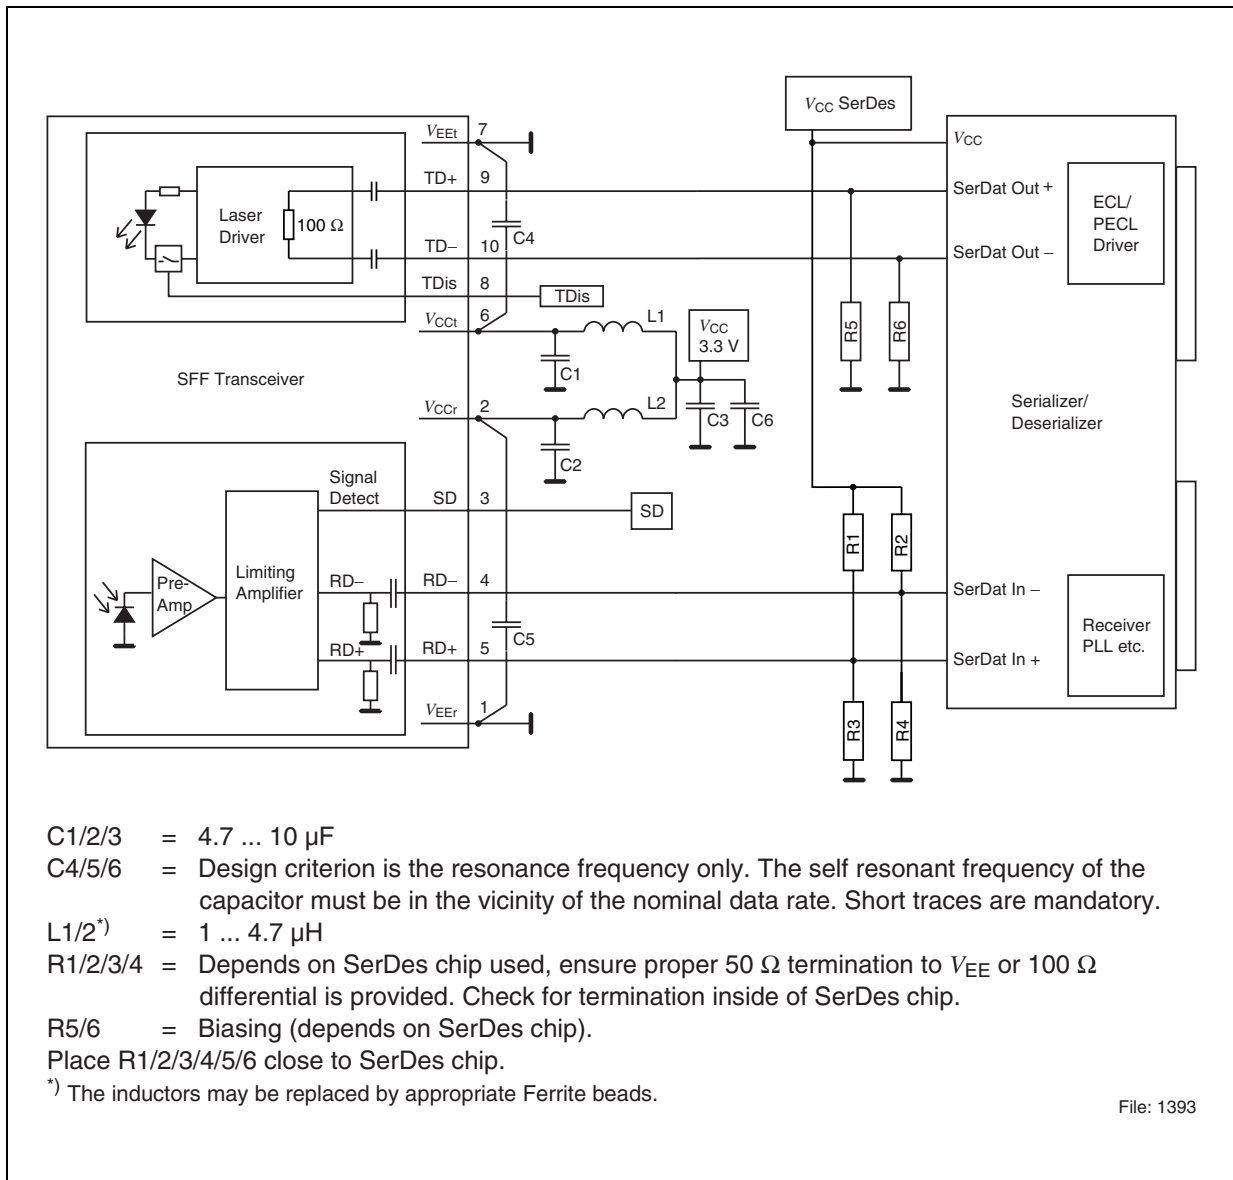 V_CC SerDes
V_EEt 7
V_CC
TD+ 9
SerDat Out +
Laser
Driver
100 Ω
C4
ECL/
PECL
Driver
TD− 10
SerDat Out −
TDis 8
TDis
V_CCt 6
L1
V_CC
3.3 V
R5
R6
C1
SFF Transceiver
V_CCr 2
L2
C3
C6
Serializer/
Deserializer
C2
Signal
Detect
SD 3
SD
R1
R2
Pre-
Amp
Limiting
Amplifier
RD−
RD− 4
SerDat In −
C5
Receiver
PLL etc.
RD+
RD+ 5
SerDat In +
V_EEr 1
R3
R4
C1/2/3 = 4.7 ... 10 µF
C4/5/6 = Design criterion is the resonance frequency only. The self resonant frequency of the
capacitor must be in the vicinity of the nominal data rate. Short traces are mandatory.
L1/2*) = 1 ... 4.7 µH
R1/2/3/4 = Depends on SerDes chip used, ensure proper 50 Ω termination to V_EE or 100 Ω
differential is provided. Check for termination inside of SerDes chip.
R5/6 = Biasing (depends on SerDes chip).
Place R1/2/3/4/5/6 close to SerDes chip.
*) The inductors may be replaced by appropriate Ferrite beads.
File: 1393